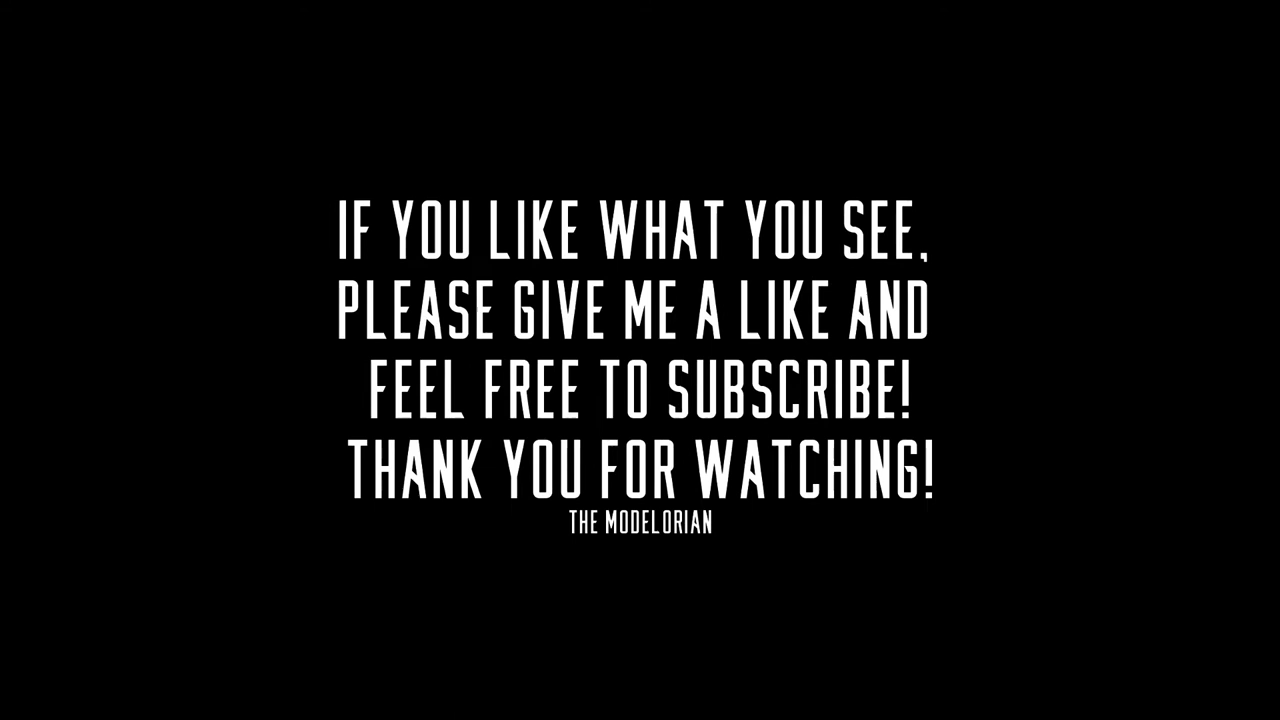 IF YOU LIKE WHAT YOU SEE,
PLEASE GIVE ME A LIKE AND
FEEL FREE TO SUBSCRIBE!
THANK YOU FOR WATCHING!
THE MODELORIAN